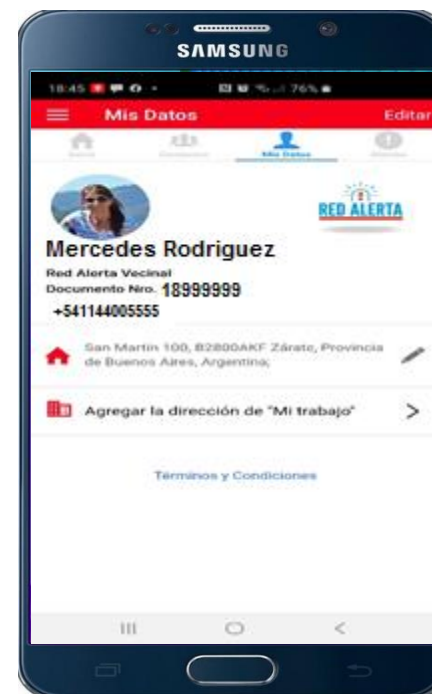 SAMSUNG
18:45 76%
Mis Datos Editar
Mis Datos
RED ALERTA
Mercedes Rodriguez
Red Alerta Vecinal
Documento Nro. 18999999
+541144005555
San Martín 100, B2800AKF Zárate, Provincia
de Buenos Aires, Argentina;
Agregar la dirección de "Mi trabajo"
Términos y Condiciones